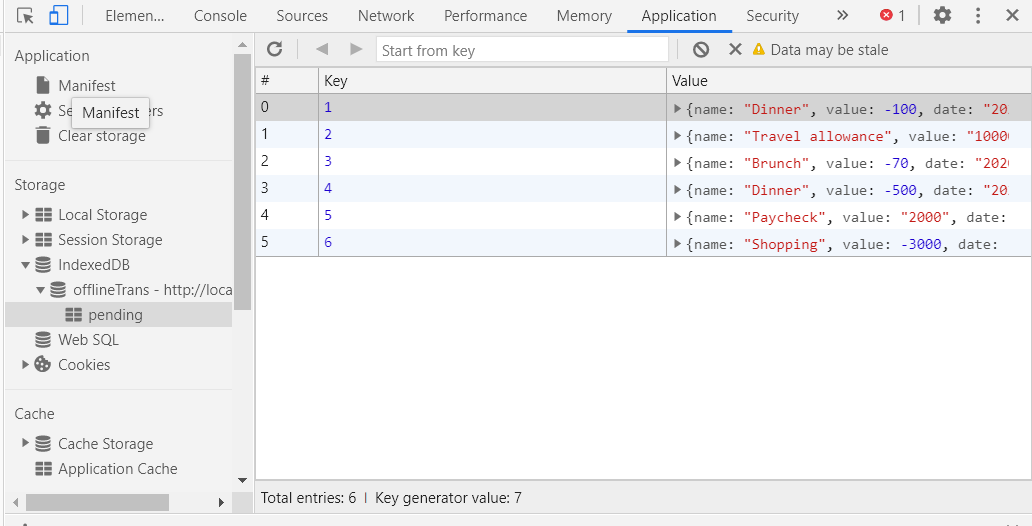 Elemen... Console Sources Network Performance Memory Application Security » 1
Application
Manifest
Manifest
Clear storage
Storage
Local Storage
Session Storage
IndexedDB
offlineTrans - http://loca
pending
Web SQL
Cookies
Cache
Cache Storage
Application Cache
Start from key
Data may be stale
# Key Value
0 1 {name: "Dinner", value: -100, date: "20
1 2 {name: "Travel allowance", value: "1000
2 3 {name: "Brunch", value: -70, date: "202
3 4 {name: "Dinner", value: -500, date: "20
4 5 {name: "Paycheck", value: "2000", date:
5 6 {name: "Shopping", value: -3000, date:
Total entries: 6 | Key generator value: 7